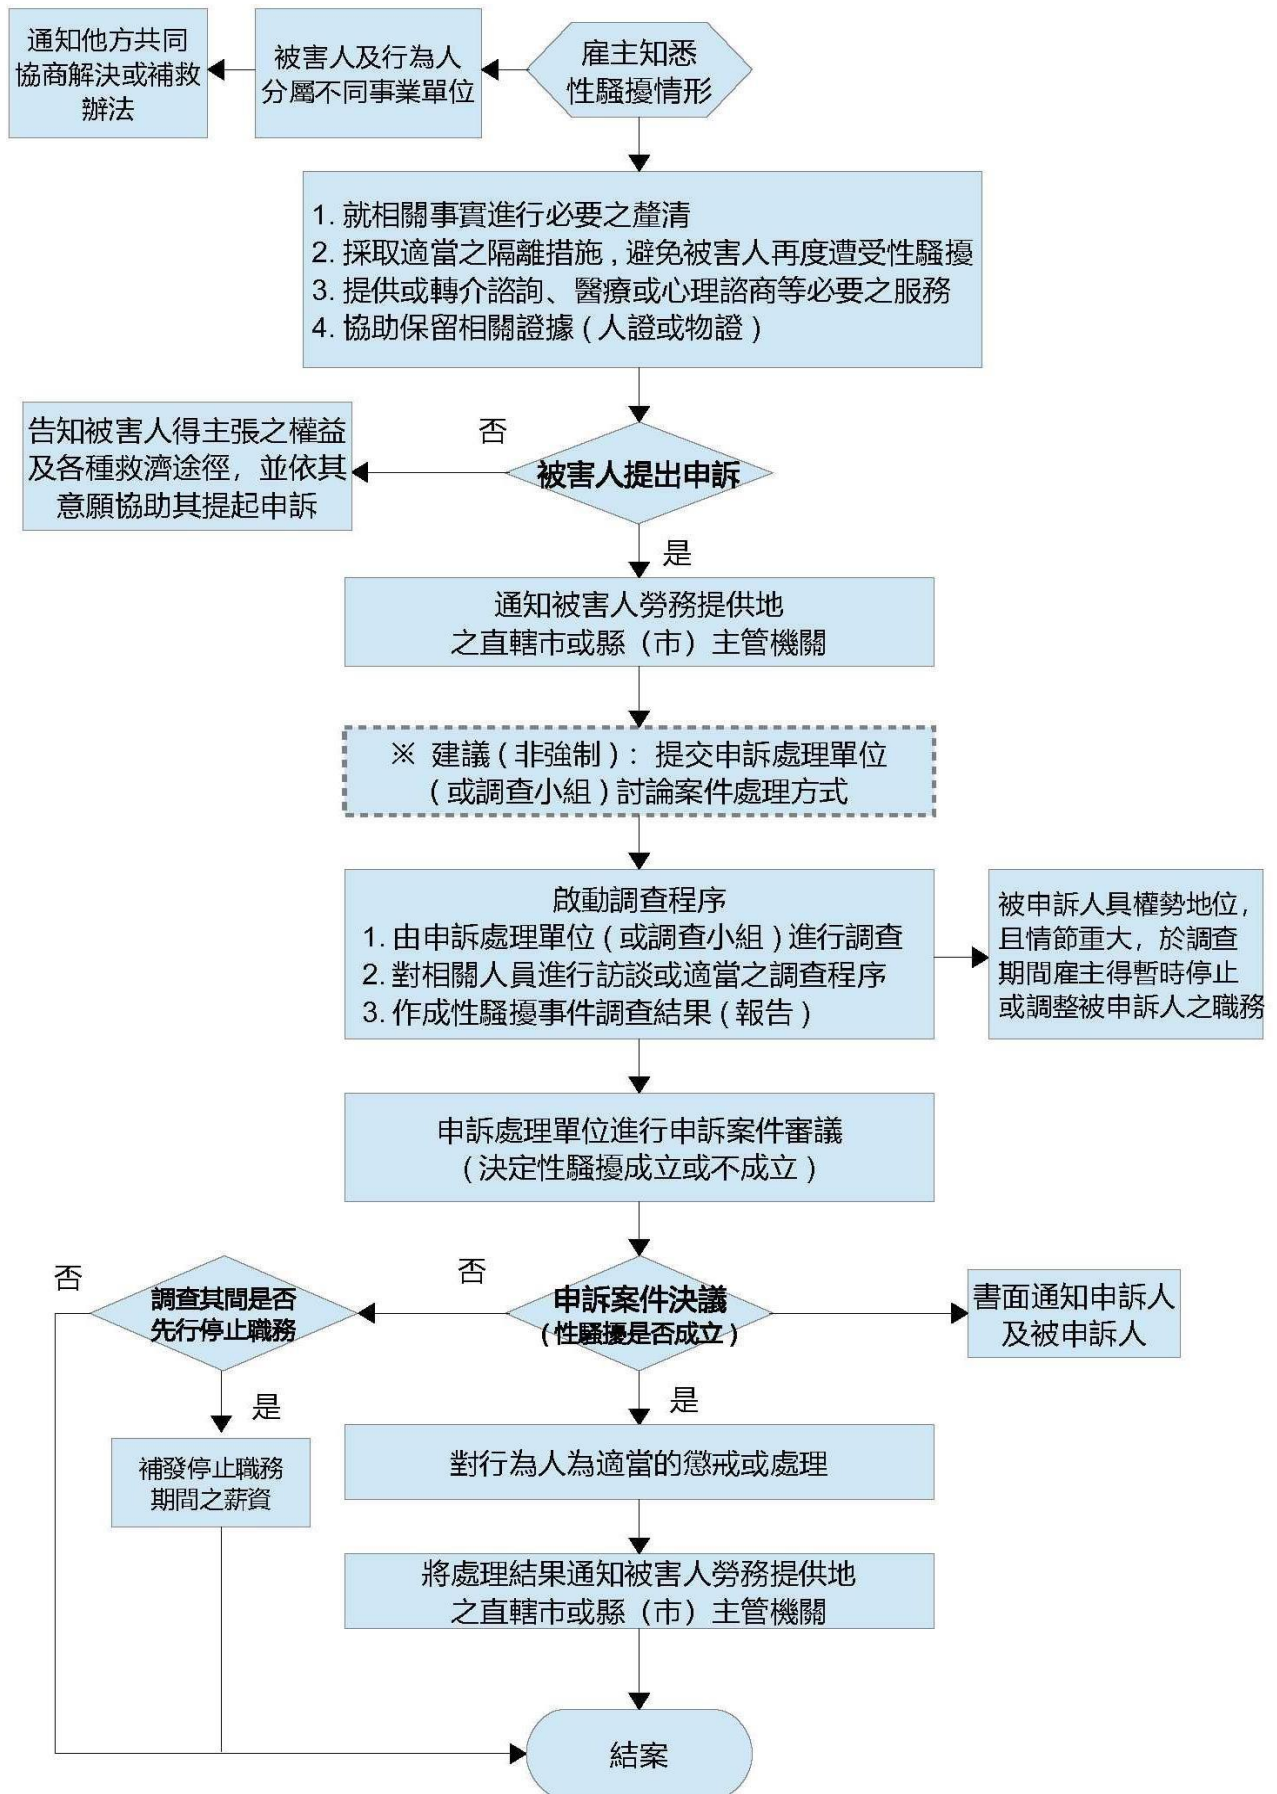 通知他方共同
協商解決或補救
辦法
被害人及行為人
分屬不同事業單位
雇主知悉
性騷擾情形
1. 就相關事實進行必要之釐清
2. 採取適當之隔離措施 , 避免被害人再度遭受性騷擾
3. 提供或轉介諮詢、醫療或心理諮商等必要之服務
4. 協助保留相關證據 ( 人證或物證 )
告知被害人得主張之權益
及各種救濟途徑，並依其
意願協助其提起申訴
否
被害人提出申訴
是
通知被害人勞務提供地
之直轄市或縣（市）主管機關
※ 建議 ( 非強制 ) : 提交申訴處理單位
( 或調查小組 ) 討論案件處理方式
啟動調查程序
1. 由申訴處理單位 ( 或調查小組 ) 進行調查
2. 對相關人員進行訪談或適當之調查程序
3. 作成性騷擾事件調查結果 ( 報告 )
被申訴人具權勢地位，
且情節重大，於調查
期間雇主得暫時停止
或調整被申訴人之職務
申訴處理單位進行申訴案件審議
( 決定性騷擾成立或不成立 )
否
調查其間是否
先行停止職務
否
申訴案件決議
( 性騷擾是否成立 )
書面通知申訴人
及被申訴人
是
是
補發停止職務
期間之薪資
對行為人為適當的懲戒或處理
將處理結果通知被害人勞務提供地
之直轄市或縣（市）主管機關
結案